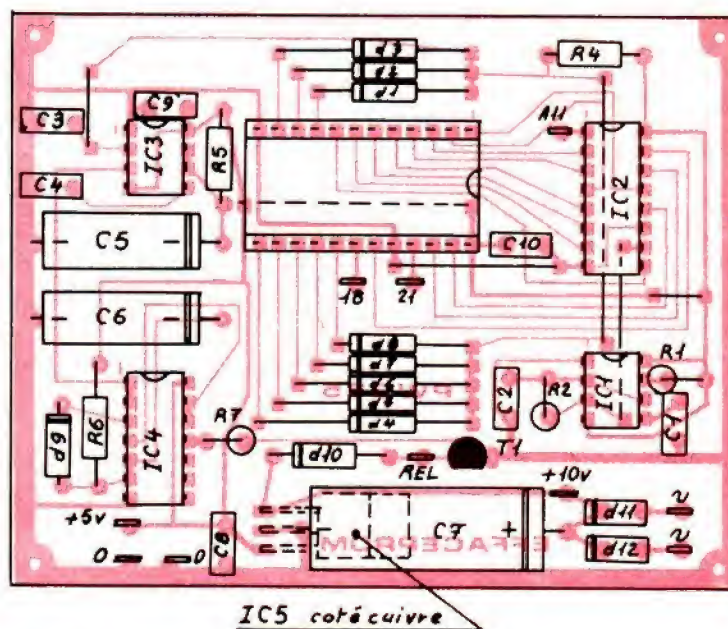 d3
d2
d1
R4
C9
C3
IC3
R5
A11
IC2
C4
C5
C10
18
21
C6
d8
d7
d6
d5
d4
R1
IC1
R2
C2
C1
d9
R6
IC4
R7
d10
REL
T1
+5v
+10v
C7
+
d11
v
d12
v
C8
0
0
EFFACEPROM
IC5 coté cuivre